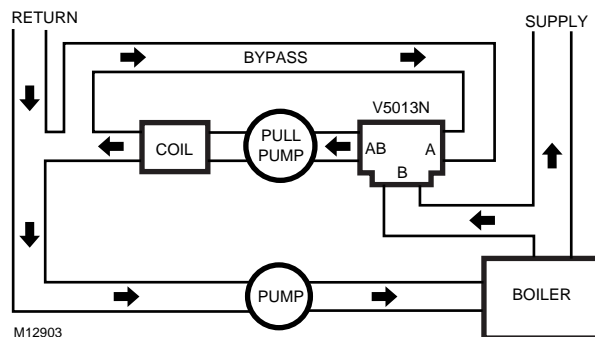 RETURN
SUPPLY
BYPASS
V5013N
COIL
PULL
PUMP
AB
A
B
PUMP
BOILER
M12903